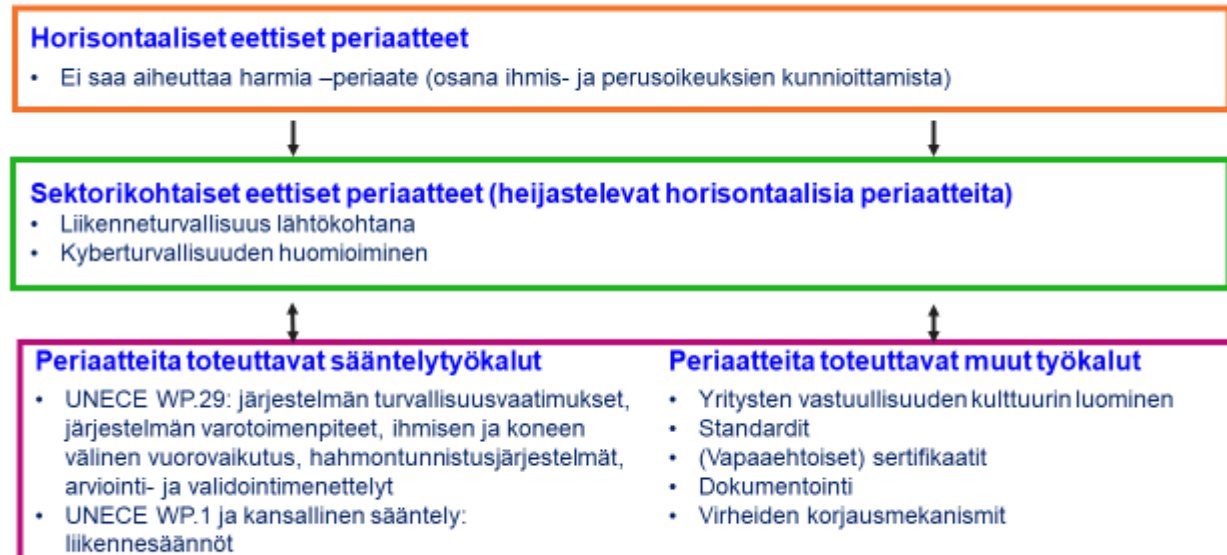 Horisontaaliset eettiset periaatteet
• Ei saa aiheuttaa harmia –periaate (osana ihmis- ja perusoikeuksien kunnioittamista)
Sektorikohtaiset eettiset periaatteet (heijastelevat horisontaalisia periaatteita)
• Liikenneturvallisuus lähtökohtana
• Kyberturvallisuuden huomioiminen
Periaatteita toteuttavat sääntelytyökalut
• UNECE WP.29: järjestelmän turvallisuusvaatimukset,
järjestelmän varotoimenpiteet, ihmisen ja koneen
välinen vuorovaikutus, hahmontunnistusjärjestelmät,
arviointi- ja validointimenettelyt
• UNECE WP.1 ja kansallinen sääntely:
liikennesäännöt
Periaatteita toteuttavat muut työkalut
• Yritysten vastuullisuuden kulttuurin luominen
• Standardit
• (Vapaaehtoiset) sertifikaatit
• Dokumentointi
• Virheiden korjausmekanismit